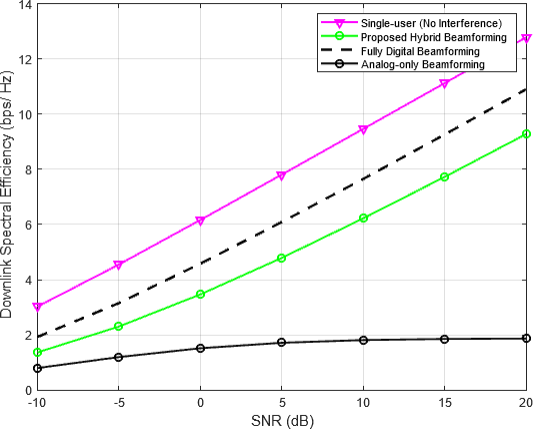 14
12
10
8
6
4
2
0
Downlink Spectral Efficiency (bps/ Hz)
Single-user (No Interference)
Proposed Hybrid Beamforming
Fully Digital Beamforming
Analog-only Beamforming
-10
-5
0
5
10
15
20
SNR (dB)